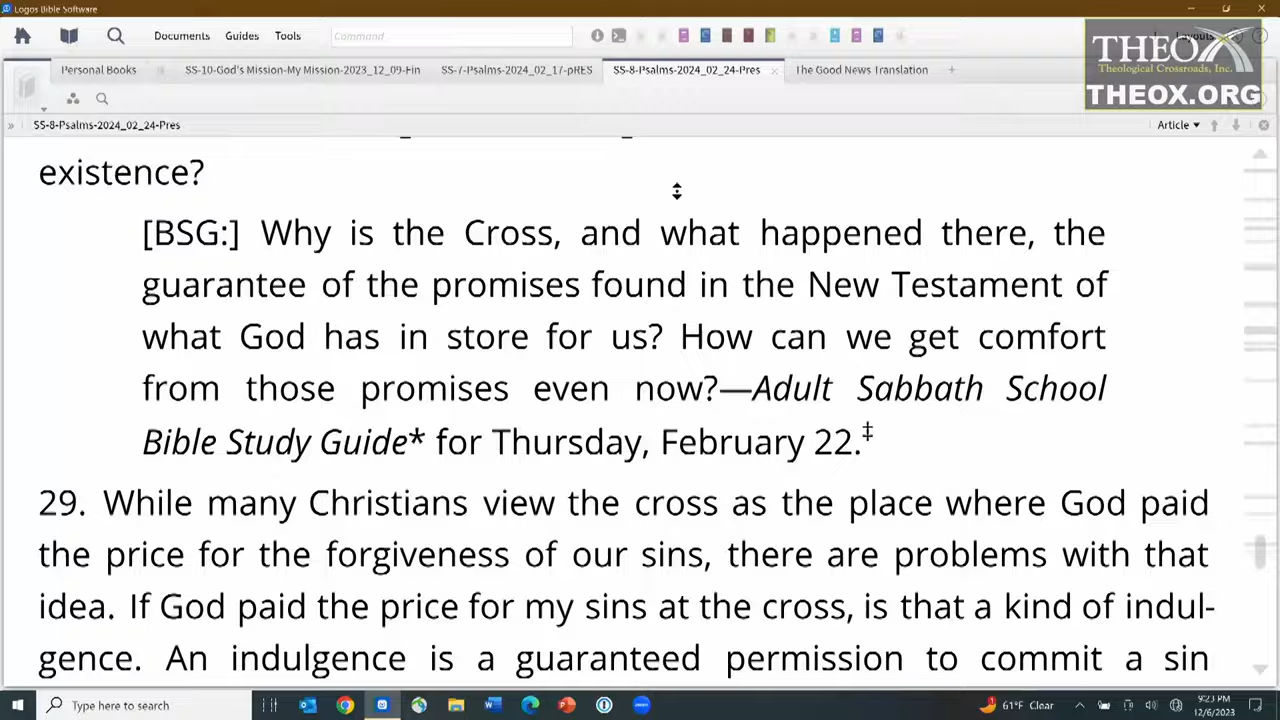 Logos Bible Software
Documents Guides Tools Command Layouts
THEOX
Theological Crossroads, Inc.
THEOX.ORG
Personal Books SS-10-God's Mission-My Mission-2023_12_09-Fin SS-8-Psalms-2024_02_24-Pres The Good News Translation
SS-8-Psalms-2024_02_24-Pres Article
existence?
[BSG:] Why is the Cross, and what happened there, the
guarantee of the promises found in the New Testament of
what God has in store for us? How can we get comfort
from those promises even now?—Adult Sabbath School
Bible Study Guide* for Thursday, February 22.‡
29. While many Christians view the cross as the place where God paid
the price for the forgiveness of our sins, there are problems with that
idea. If God paid the price for my sins at the cross, is that a kind of indul-
gence. An indulgence is a guaranteed permission to commit a sin
Type here to search
61°F Clear
9:23 PM
12/6/2023